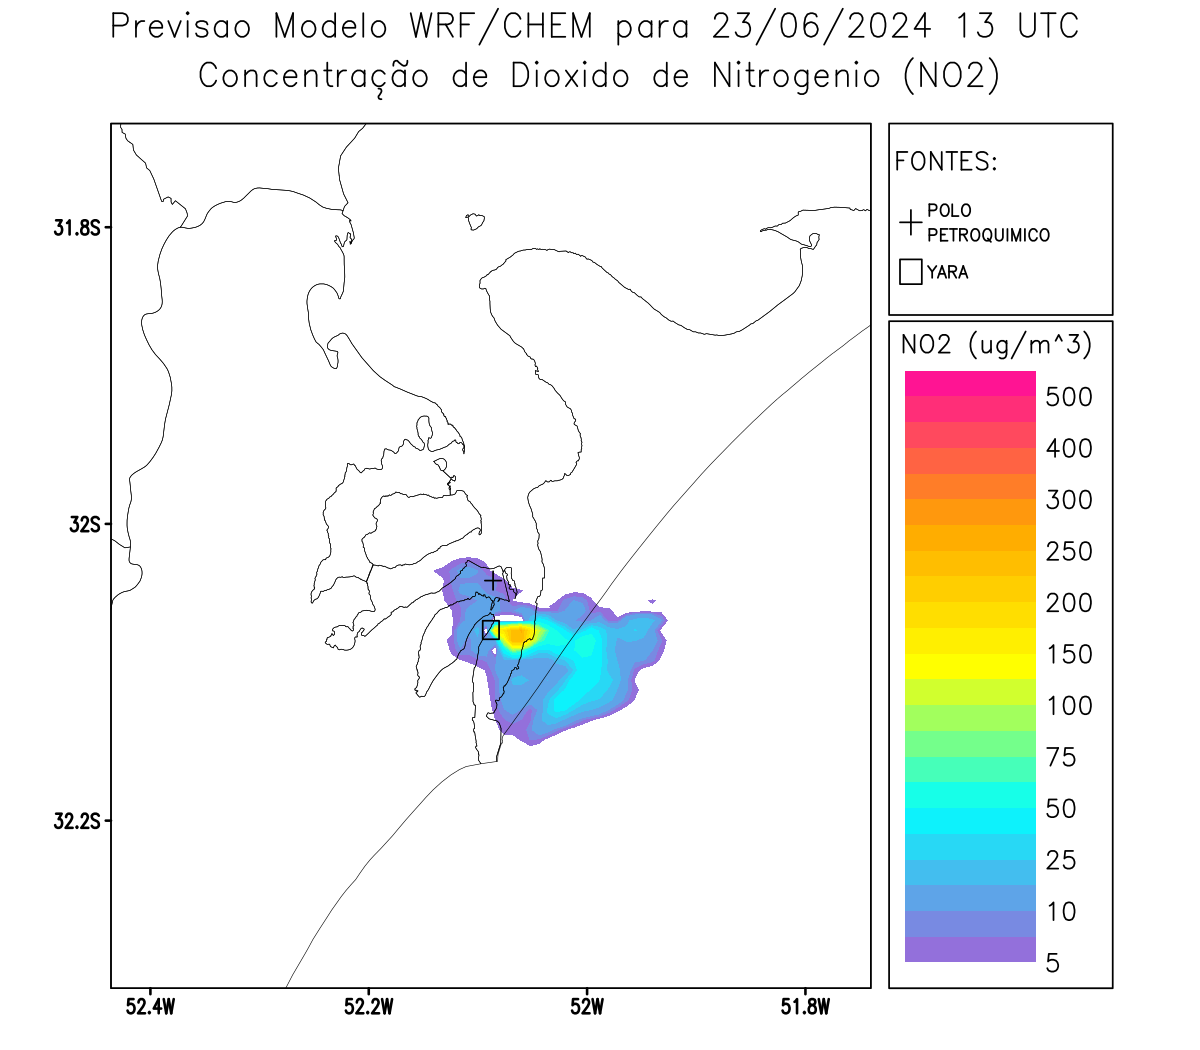 Previsao Modelo WRF/CHEM para 23/06/2024 13 UTC
Concentração de Dioxido de Nitrogenio (NO2)
FONTES:
POLO
PETROQUIMICO
YARA
31.8S
32S
32.2S
52.4W
52.2W
52W
51.8W
NO2 (ug/m^3)
500
400
300
250
200
150
100
75
50
25
10
5